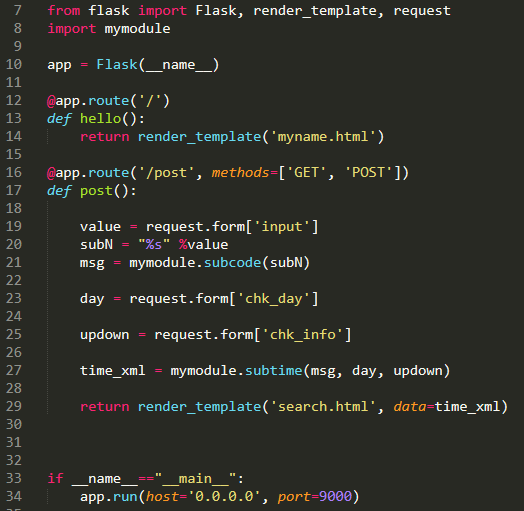 7 from flask import Flask, render_template, request
8 import mymodule
9
10 app = Flask(__name__)
11
12 @app.route('/')
13 def hello():
14     return render_template('myname.html')
15
16 @app.route('/post', methods=['GET', 'POST'])
17 def post():
18
19     value = request.form['input']
20     subN = "%s" %value
21     msg = mymodule.subcode(subN)
22
23     day = request.form['chk_day']
24
25     updown = request.form['chk_info']
26
27     time_xml = mymodule.subtime(msg, day, updown)
28
29     return render_template('search.html', data=time_xml)
30
31
32
33 if __name__=="__main__":
34     app.run(host='0.0.0.0', port=9000)